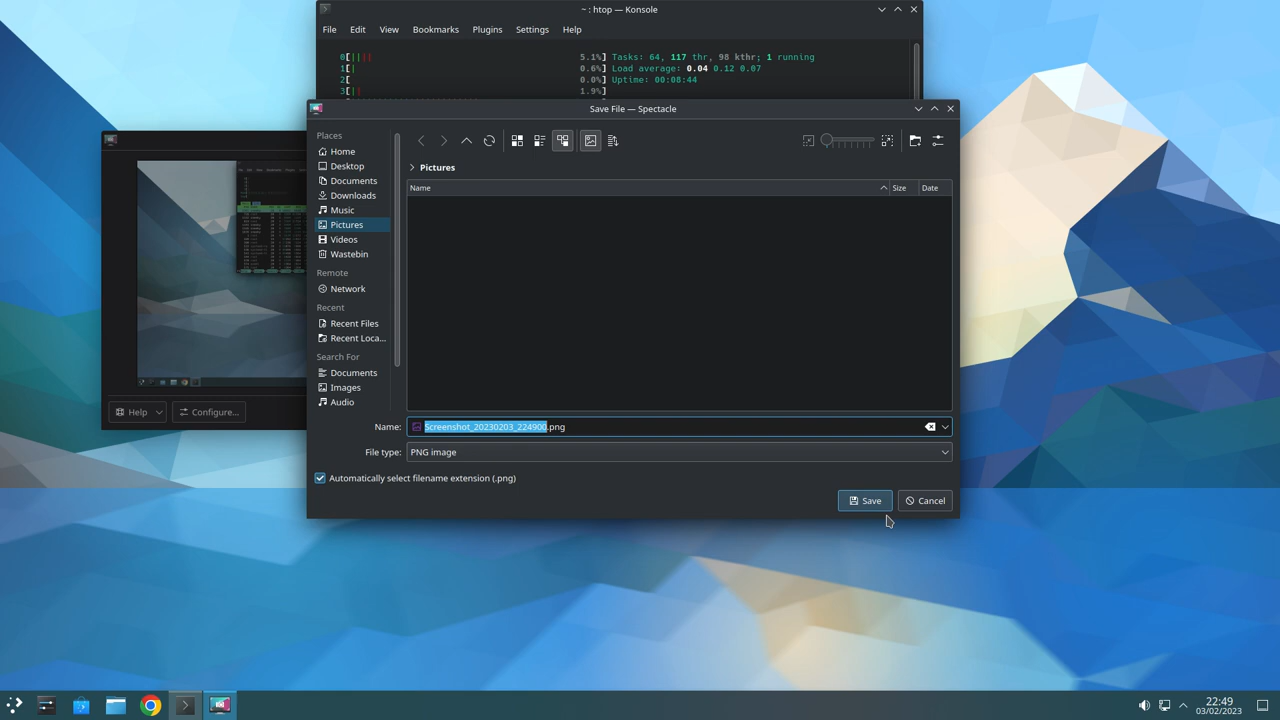 ~ : htop — Konsole
File Edit View Bookmarks Plugins Settings Help
0[|||| 5.1%] Tasks: 64, 117 thr, 98 kthr; 1 running
1[| 0.6%] Load average: 0.04 0.12 0.07
2[ 0.0%] Uptime: 00:08:44
3[|| 1.9%]
Save File — Spectacle
Places
Home
Desktop
Documents
Downloads
Music
Pictures
Videos
Wastebin
Remote
Network
Recent
Recent Files
Recent Loca...
Search For
Documents
Images
Audio
Pictures
Name Size Date
Name: Screenshot_20230203_224900.png
File type: PNG image
Automatically select filename extension (.png)
Save Cancel
Help Configure...
22:49
03/02/2023